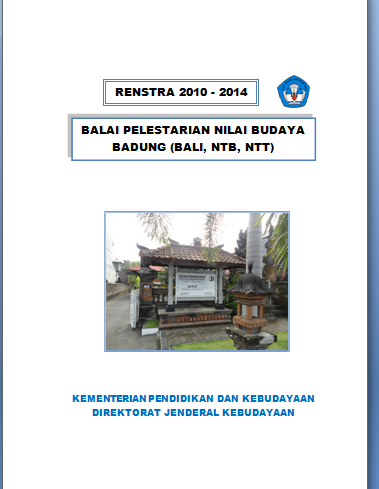 RENSTRA 2010 - 2014
BALAI PELESTARIAN NILAI BUDAYA
BADUNG (BALI, NTB, NTT)
KEMENTERIAN PENDIDIKAN DAN KEBUDAYAAN
DIREKTORAT JENDERAL KEBUDAYAAN